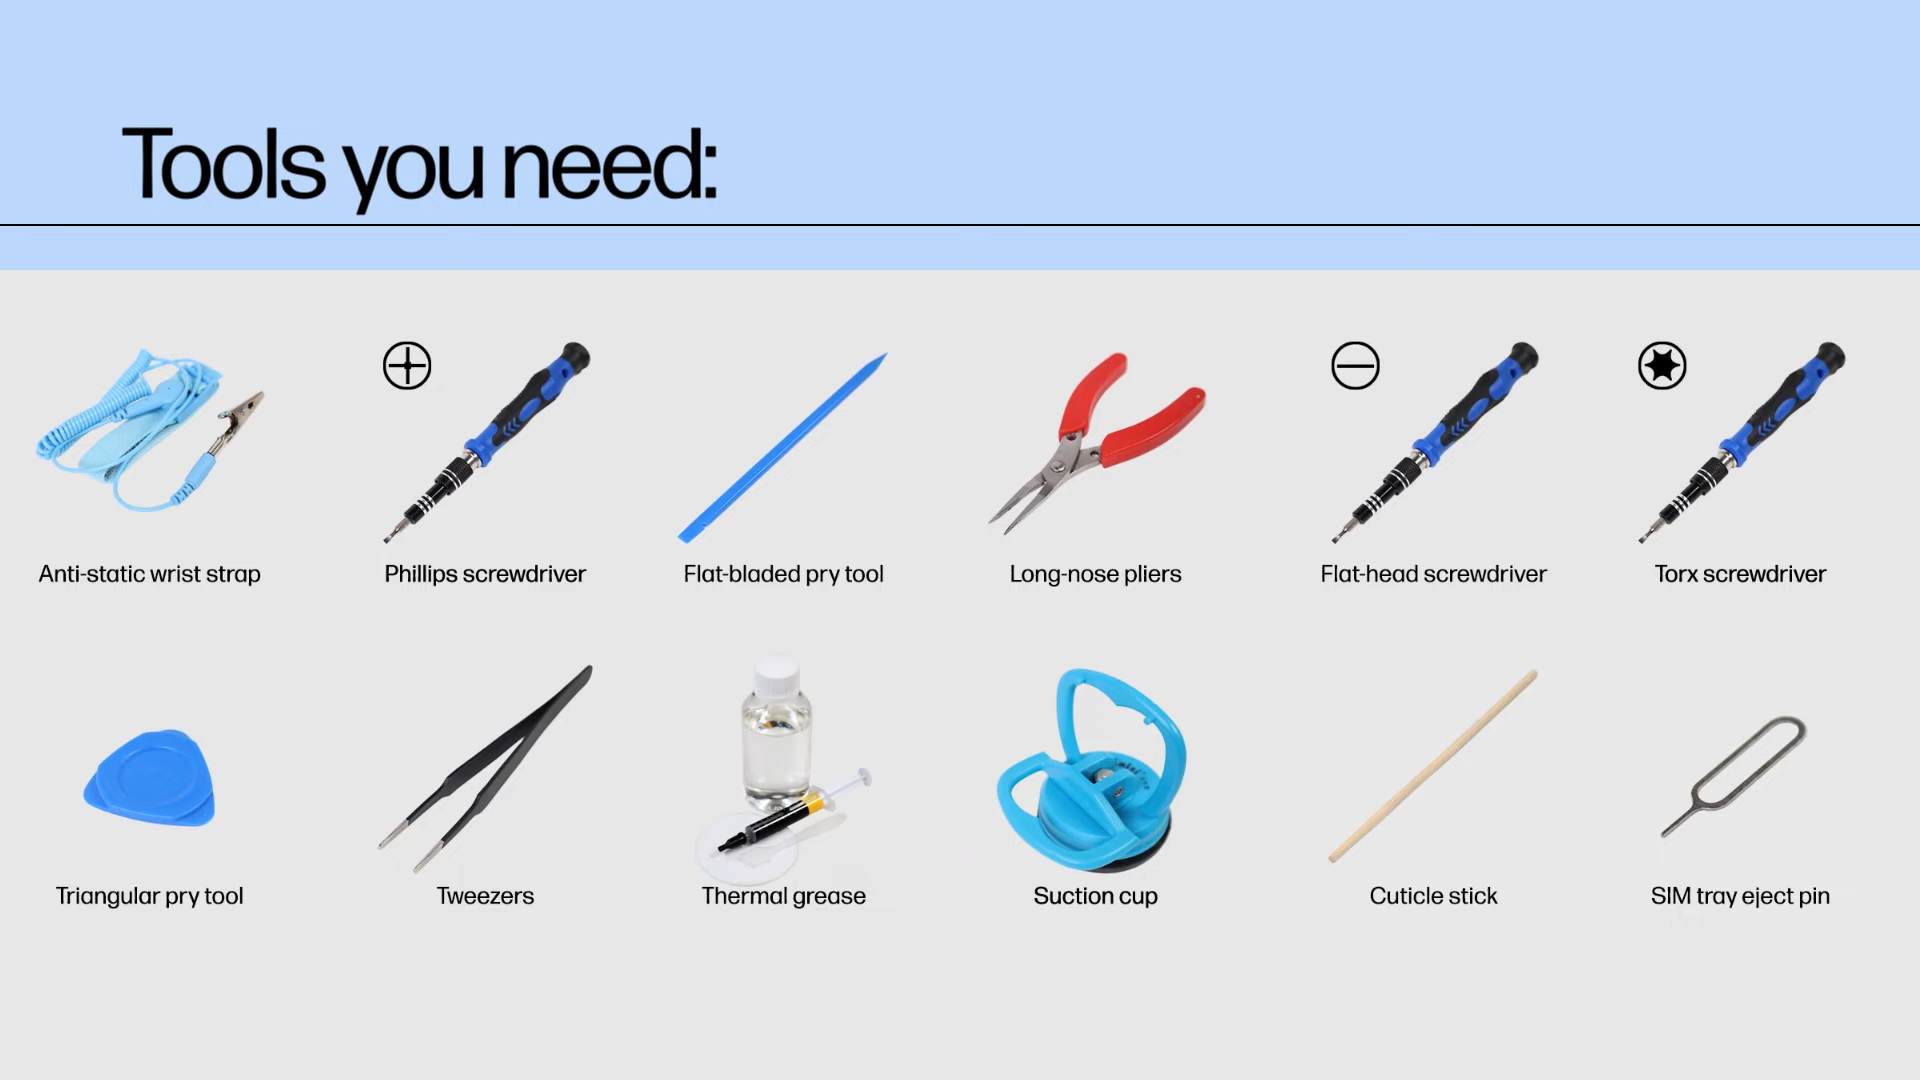 Tools you need:
Anti-static wrist strap
Phillips screwdriver
Flat-bladed pry tool
Long-nose pliers
Flat-head screwdriver
Torx screwdriver
Triangular pry tool
Tweezers
Thermal grease
Suction cup
Cuticle stick
SIM tray eject pin